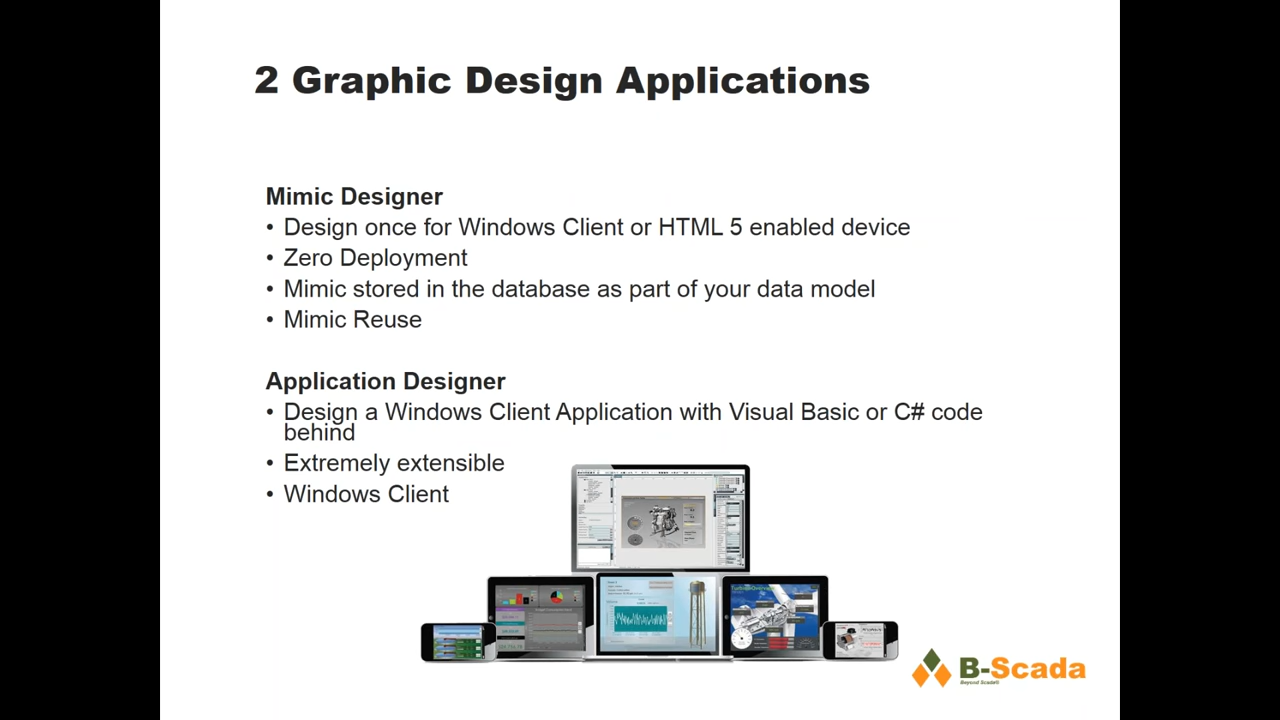 2 Graphic Design Applications
Mimic Designer
• Design once for Windows Client or HTML 5 enabled device
• Zero Deployment
• Mimic stored in the database as part of your data model
• Mimic Reuse
Application Designer
• Design a Windows Client Application with Visual Basic or C# code
behind
• Extremely extensible
• Windows Client
B-Scada
Beyond Scada®